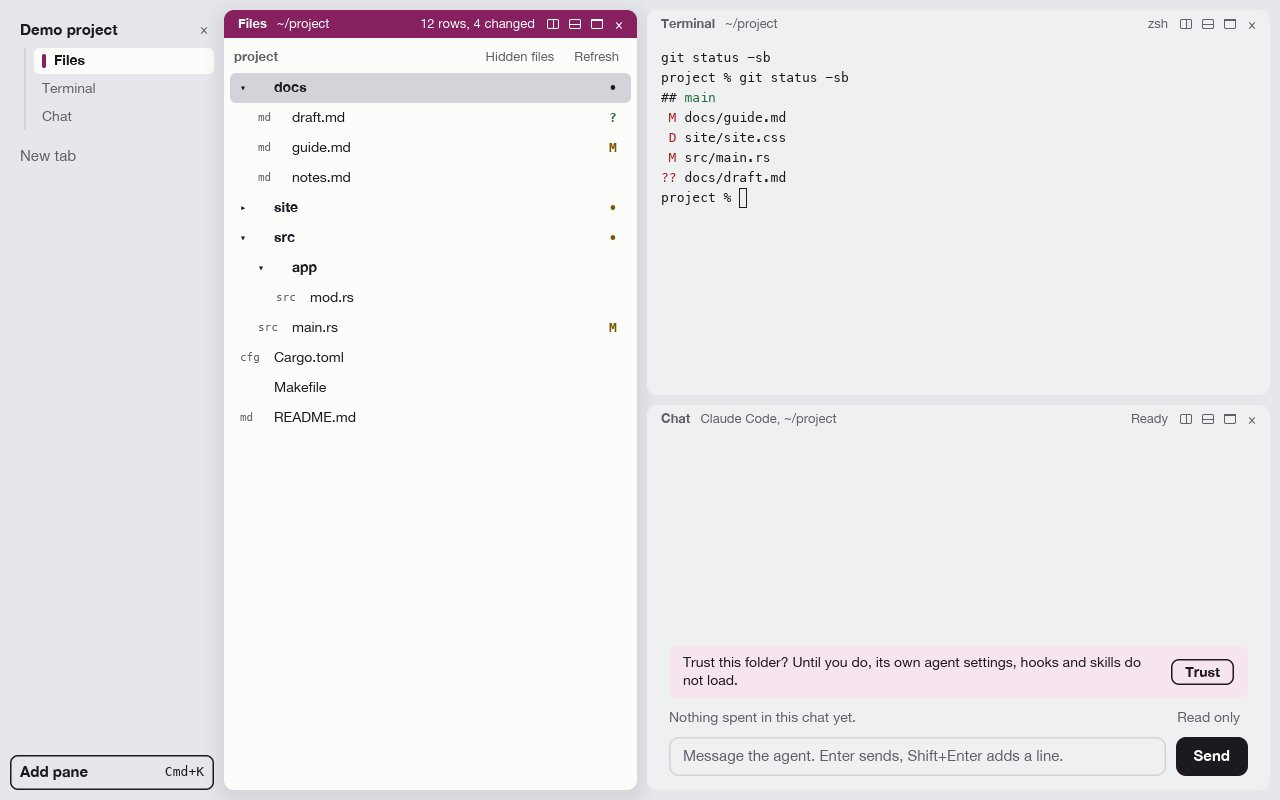 Demo project ×
Files
Terminal
Chat
New tab
Add pane Cmd+K
Files ~/project 12 rows, 4 changed ×
project Hidden files Refresh
▾ docs •
md draft.md ?
md guide.md M
md notes.md
▸ site •
▾ src •
▾ app
src mod.rs
src main.rs M
cfg Cargo.toml
Makefile
md README.md
Terminal ~/project zsh ×
git status −sb
project % git status −sb
## main
M docs/guide.md
D site/site.css
M src/main.rs
?? docs/draft.md
project %
Chat Claude Code, ~/project Ready ×
Trust this folder? Until you do, its own agent settings, hooks and skills do
not load.
Trust
Nothing spent in this chat yet. Read only
Message the agent. Enter sends, Shift+Enter adds a line. Send